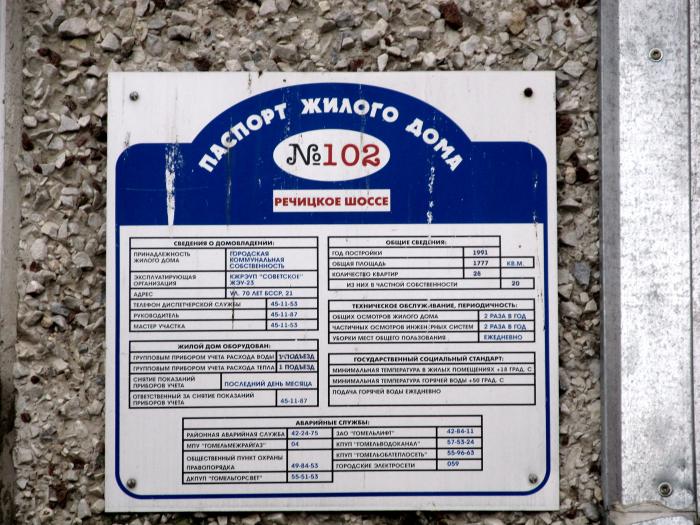 ПАСПОРТ ЖИЛОГО ДОМА
№102
РЕЧИЦКОЕ ШОССЕ
СВЕДЕНИЯ О ДОМОВЛАДЕНИИ:
ПРИНАДЛЕЖНОСТЬ ЖИЛОГО ДОМА ГОРОДСКАЯ КОММУНАЛЬНАЯ СОБСТВЕННОСТЬ
ЭКСПЛУАТИРУЮЩАЯ ОРГАНИЗАЦИЯ КЖРЭУП "СОВЕТСКОЕ" ЖЭУ-23
АДРЕС УЛ. 70 ЛЕТ БССР, 21
ТЕЛЕФОН ДИСПЕТЧЕРСКОЙ СЛУЖБЫ 45-11-53
РУКОВОДИТЕЛЬ 45-11-87
МАСТЕР УЧАСТКА 45-11-53
ЖИЛОЙ ДОМ ОБОРУДОВАН:
ГРУППОВЫМ ПРИБОРОМ УЧЕТА РАСХОДА ВОДЫ 1 ПОДЪЕЗД
ГРУППОВЫМ ПРИБОРОМ УЧЕТА РАСХОДА ТЕПЛА 1 ПОДЪЕЗД
СНЯТИЕ ПОКАЗАНИЙ ПРИБОРОВ УЧЕТА ПОСЛЕДНИЙ ДЕНЬ МЕСЯЦА
ОТВЕТСТВЕННЫЙ ЗА СНЯТИЕ ПОКАЗАНИЙ ПРИБОРОВ УЧЕТА 45-11-87
ОБЩИЕ СВЕДЕНИЯ:
ГОД ПОСТРОЙКИ 1991
ОБЩАЯ ПЛОЩАДЬ 1777 КВ.М.
КОЛИЧЕСТВО КВАРТИР 28
ИЗ НИХ В ЧАСТНОЙ СОБСТВЕННОСТИ 20
ТЕХНИЧЕСКОЕ ОБСЛУЖИВАНИЕ, ПЕРИОДИЧНОСТЬ:
ОБЩИХ ОСМОТРОВ ЖИЛОГО ДОМА 2 РАЗА В ГОД
ЧАСТИЧНЫХ ОСМОТРОВ ИНЖЕНЕРНЫХ СИСТЕМ 2 РАЗА В ГОД
УБОРКИ МЕСТ ОБЩЕГО ПОЛЬЗОВАНИЯ ЕЖЕДНЕВНО
ГОСУДАРСТВЕННЫЙ СОЦИАЛЬНЫЙ СТАНДАРТ:
МИНИМАЛЬНАЯ ТЕМПЕРАТУРА В ЖИЛЫХ ПОМЕЩЕНИЯХ +18 ГРАД. С
МИНИМАЛЬНАЯ ТЕМПЕРАТУРА ГОРЯЧЕЙ ВОДЫ +50 ГРАД. С
ПОДАЧА ГОРЯЧЕЙ ВОДЫ ЕЖЕДНЕВНО
АВАРИЙНЫЕ СЛУЖБЫ:
РАЙОННАЯ АВАРИЙНАЯ СЛУЖБА 42-24-75
МПУ "ГОМЕЛЬМЕЖРАЙГАЗ" 04
ОБЩЕСТВЕННЫЙ ПУНКТ ОХРАНЫ ПРАВОПОРЯДКА 49-84-53
ДКПУП "ГОМЕЛЬГОРСВЕТ" 55-51-53
ЗАО "ГОМЕЛЬЛИФТ" 42-84-11
КПУП "ГОМЕЛЬВОДОКАНАЛ" 57-53-24
КПУП "ГОМЕЛЬОБЛТЕПЛОСЕТЬ" 55-96-63
ГОРОДСКИЕ ЭЛЕКТРОСЕТИ 059